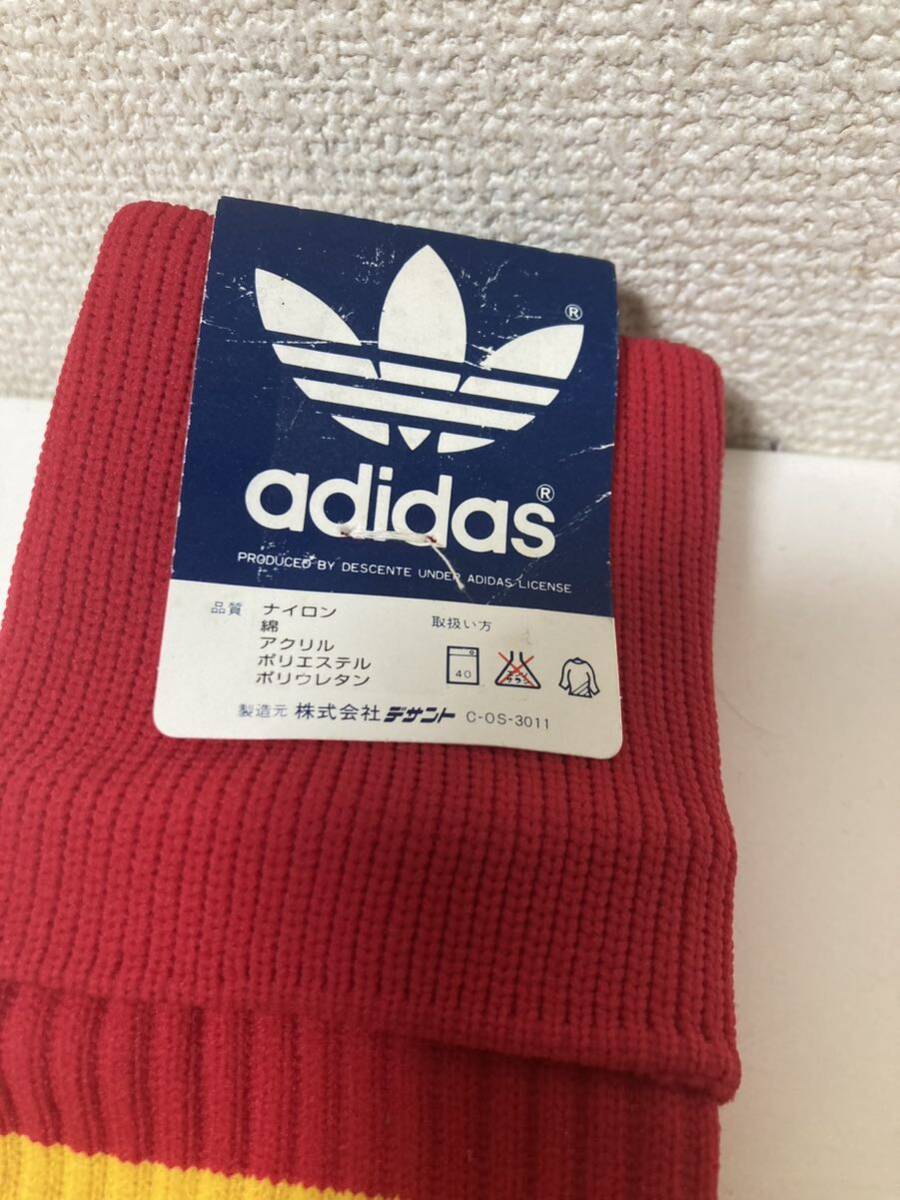 ®
adidas®
PRODUCED BY DESCENTE UNDER ADIDAS LICENSE
品質 ナイロン 取扱い方
綿
アクリル
ポリエステル
ポリウレタン
40
製造元 株式会社 デサント C-OS-3011